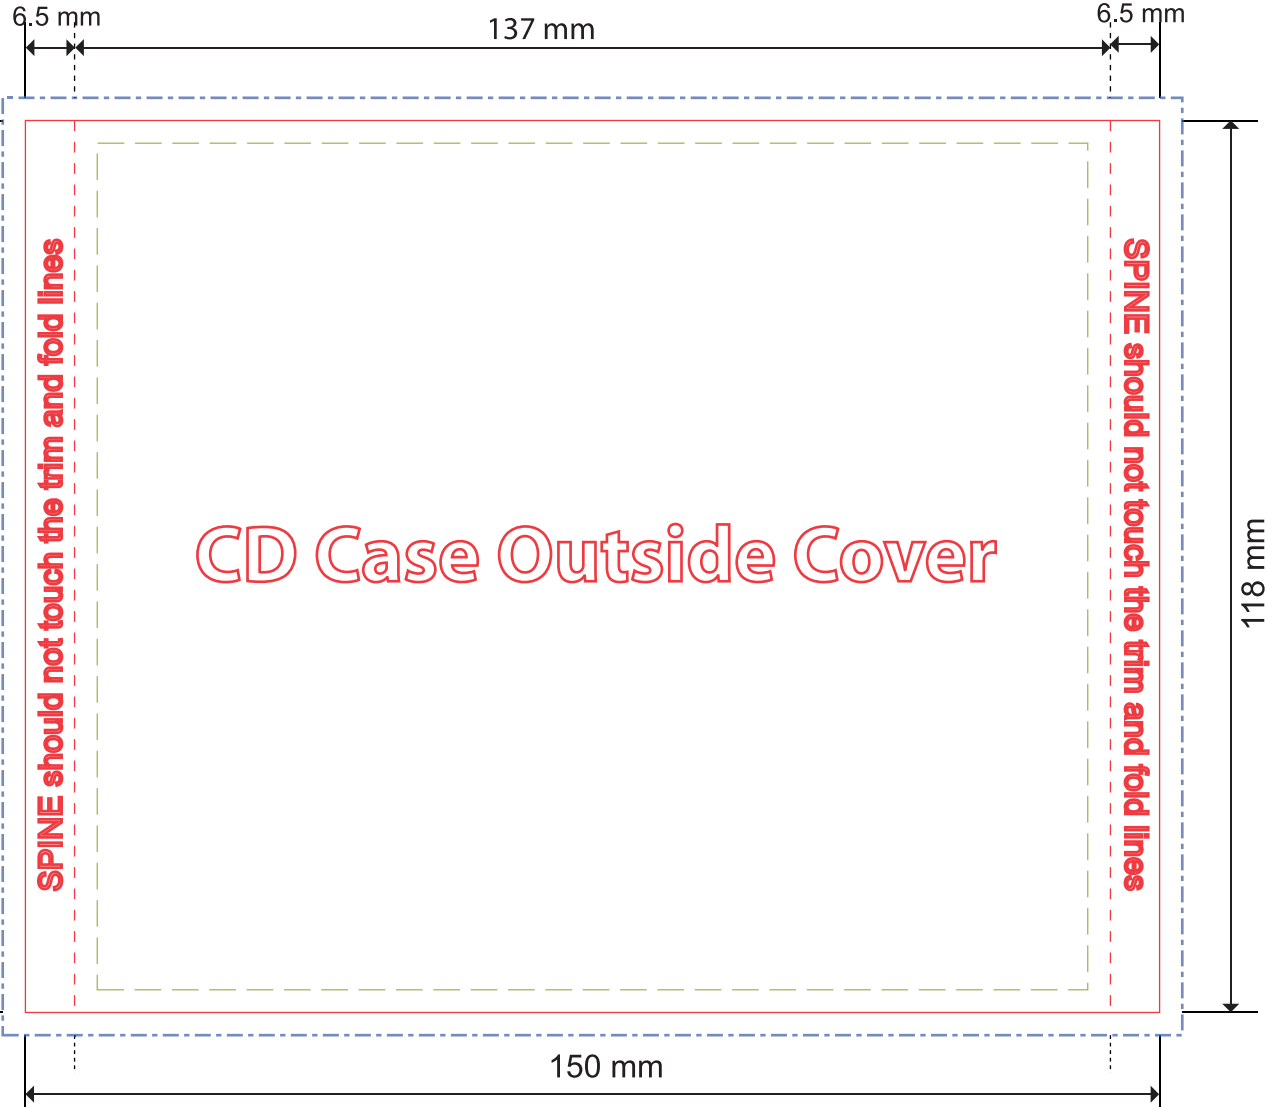 6.5 mm
137 mm
6.5 mm
SPINE should not touch the trim and fold lines
CD Case Outside Cover
SPINE should not touch the trim and fold lines
118 mm
150 mm